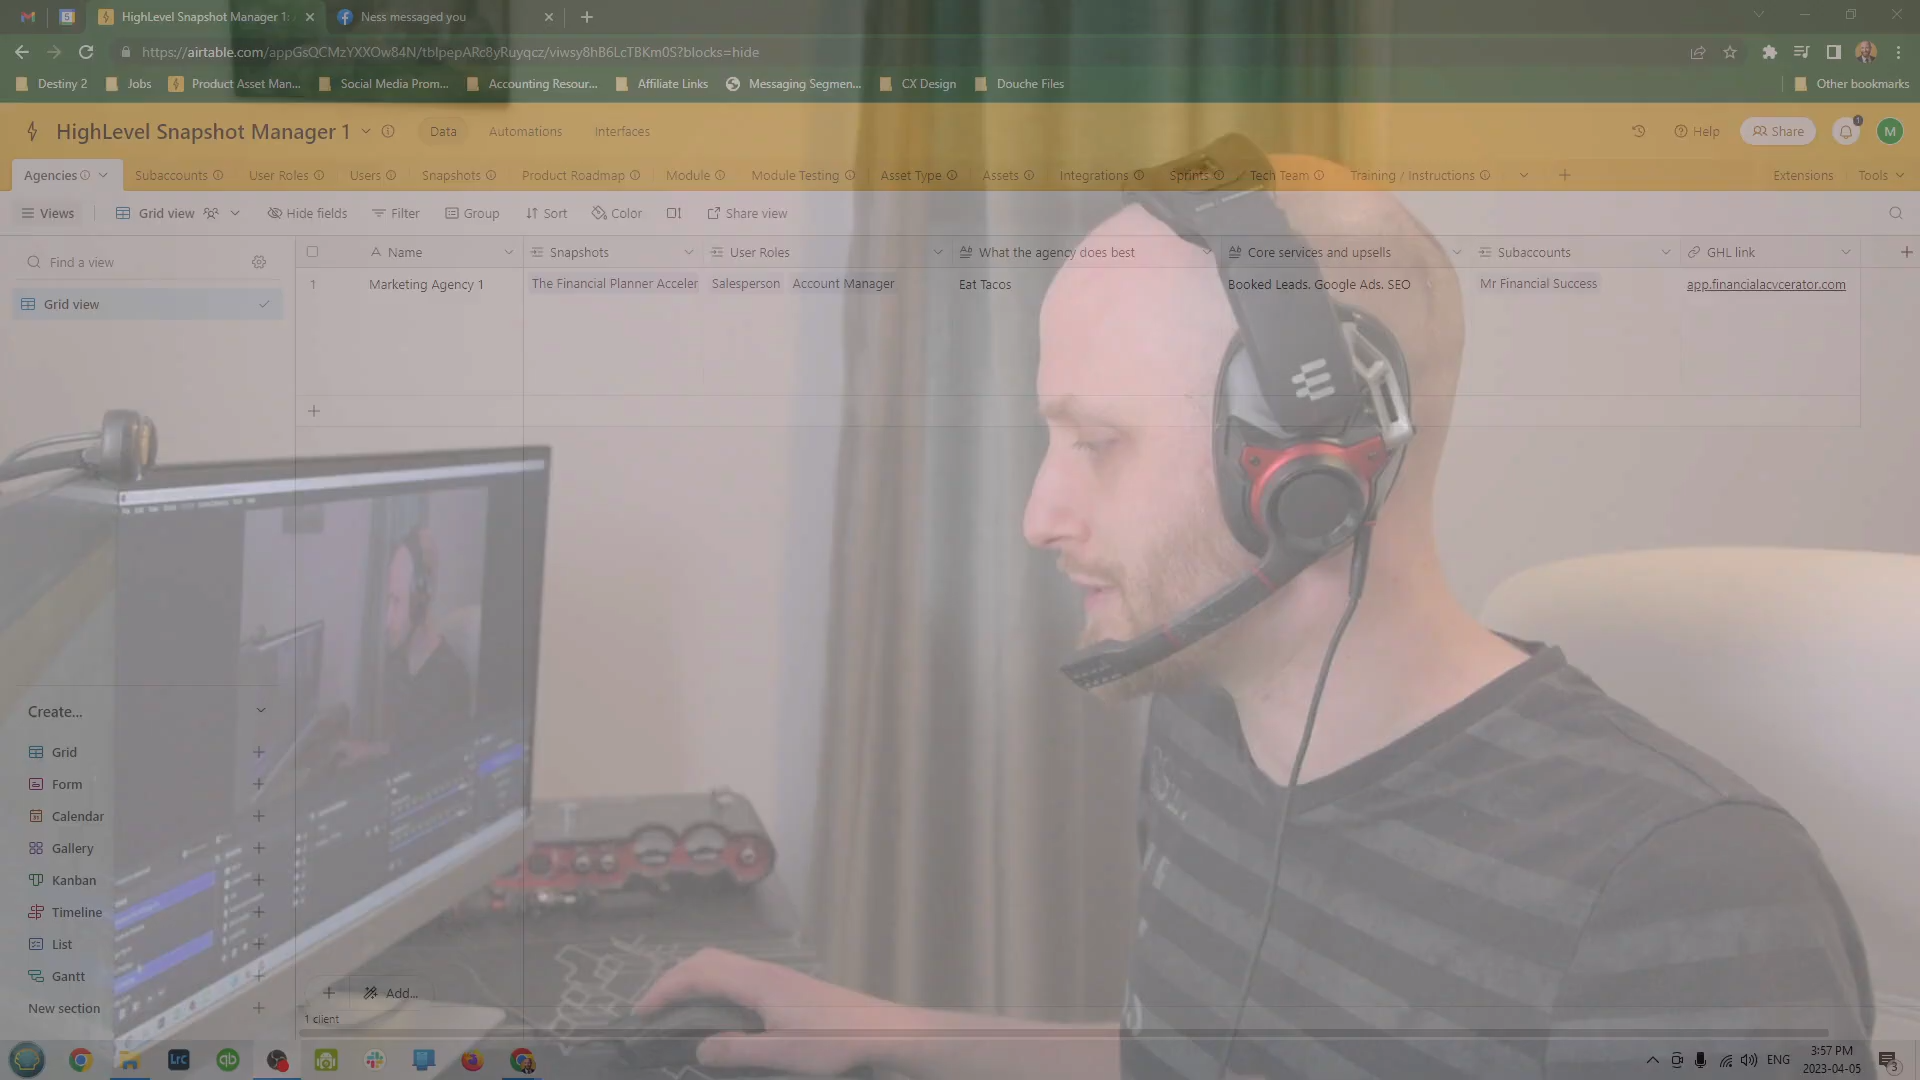 HighLevel Snapshot Manager 1:
Ness messaged you
https://airtable.com/appGsQCMzYXXOw84N/tblpepARc8yRuyqcz/viwsy8hB6LcTBKm0S?blocks=hide
Destiny 2
Jobs
Product Asset Man...
Social Media Prom...
Accounting Resour...
Affiliate Links
Messaging Segmen...
CX Design
Douche Files
Other bookmarks
HighLevel Snapshot Manager 1
Data
Automations
Interfaces
Help
Share
M
Agencies
Subaccounts
User Roles
Users
Snapshots
Product Roadmap
Module
Module Testing
Asset Type
Assets
Integrations
Sprints
Tech Team
Training / Instructions
Extensions
Tools
Views
Grid view
Hide fields
Filter
Group
Sort
Color
Share view
Find a view
Grid view
Name
Snapshots
User Roles
What the agency does best
Core services and upsells
Subaccounts
GHL link
1
Marketing Agency 1
The Financial Planner Acceler
Salesperson
Account Manager
Eat Tacos
Booked Leads. Google Ads. SEO
Mr Financial Success
app.financialacvcerator.com
Create...
Grid
Form
Calendar
Gallery
Kanban
Timeline
List
Gantt
New section
Add...
1 client
Lrc
qb
ENG
3:57 PM
2023-04-05
3